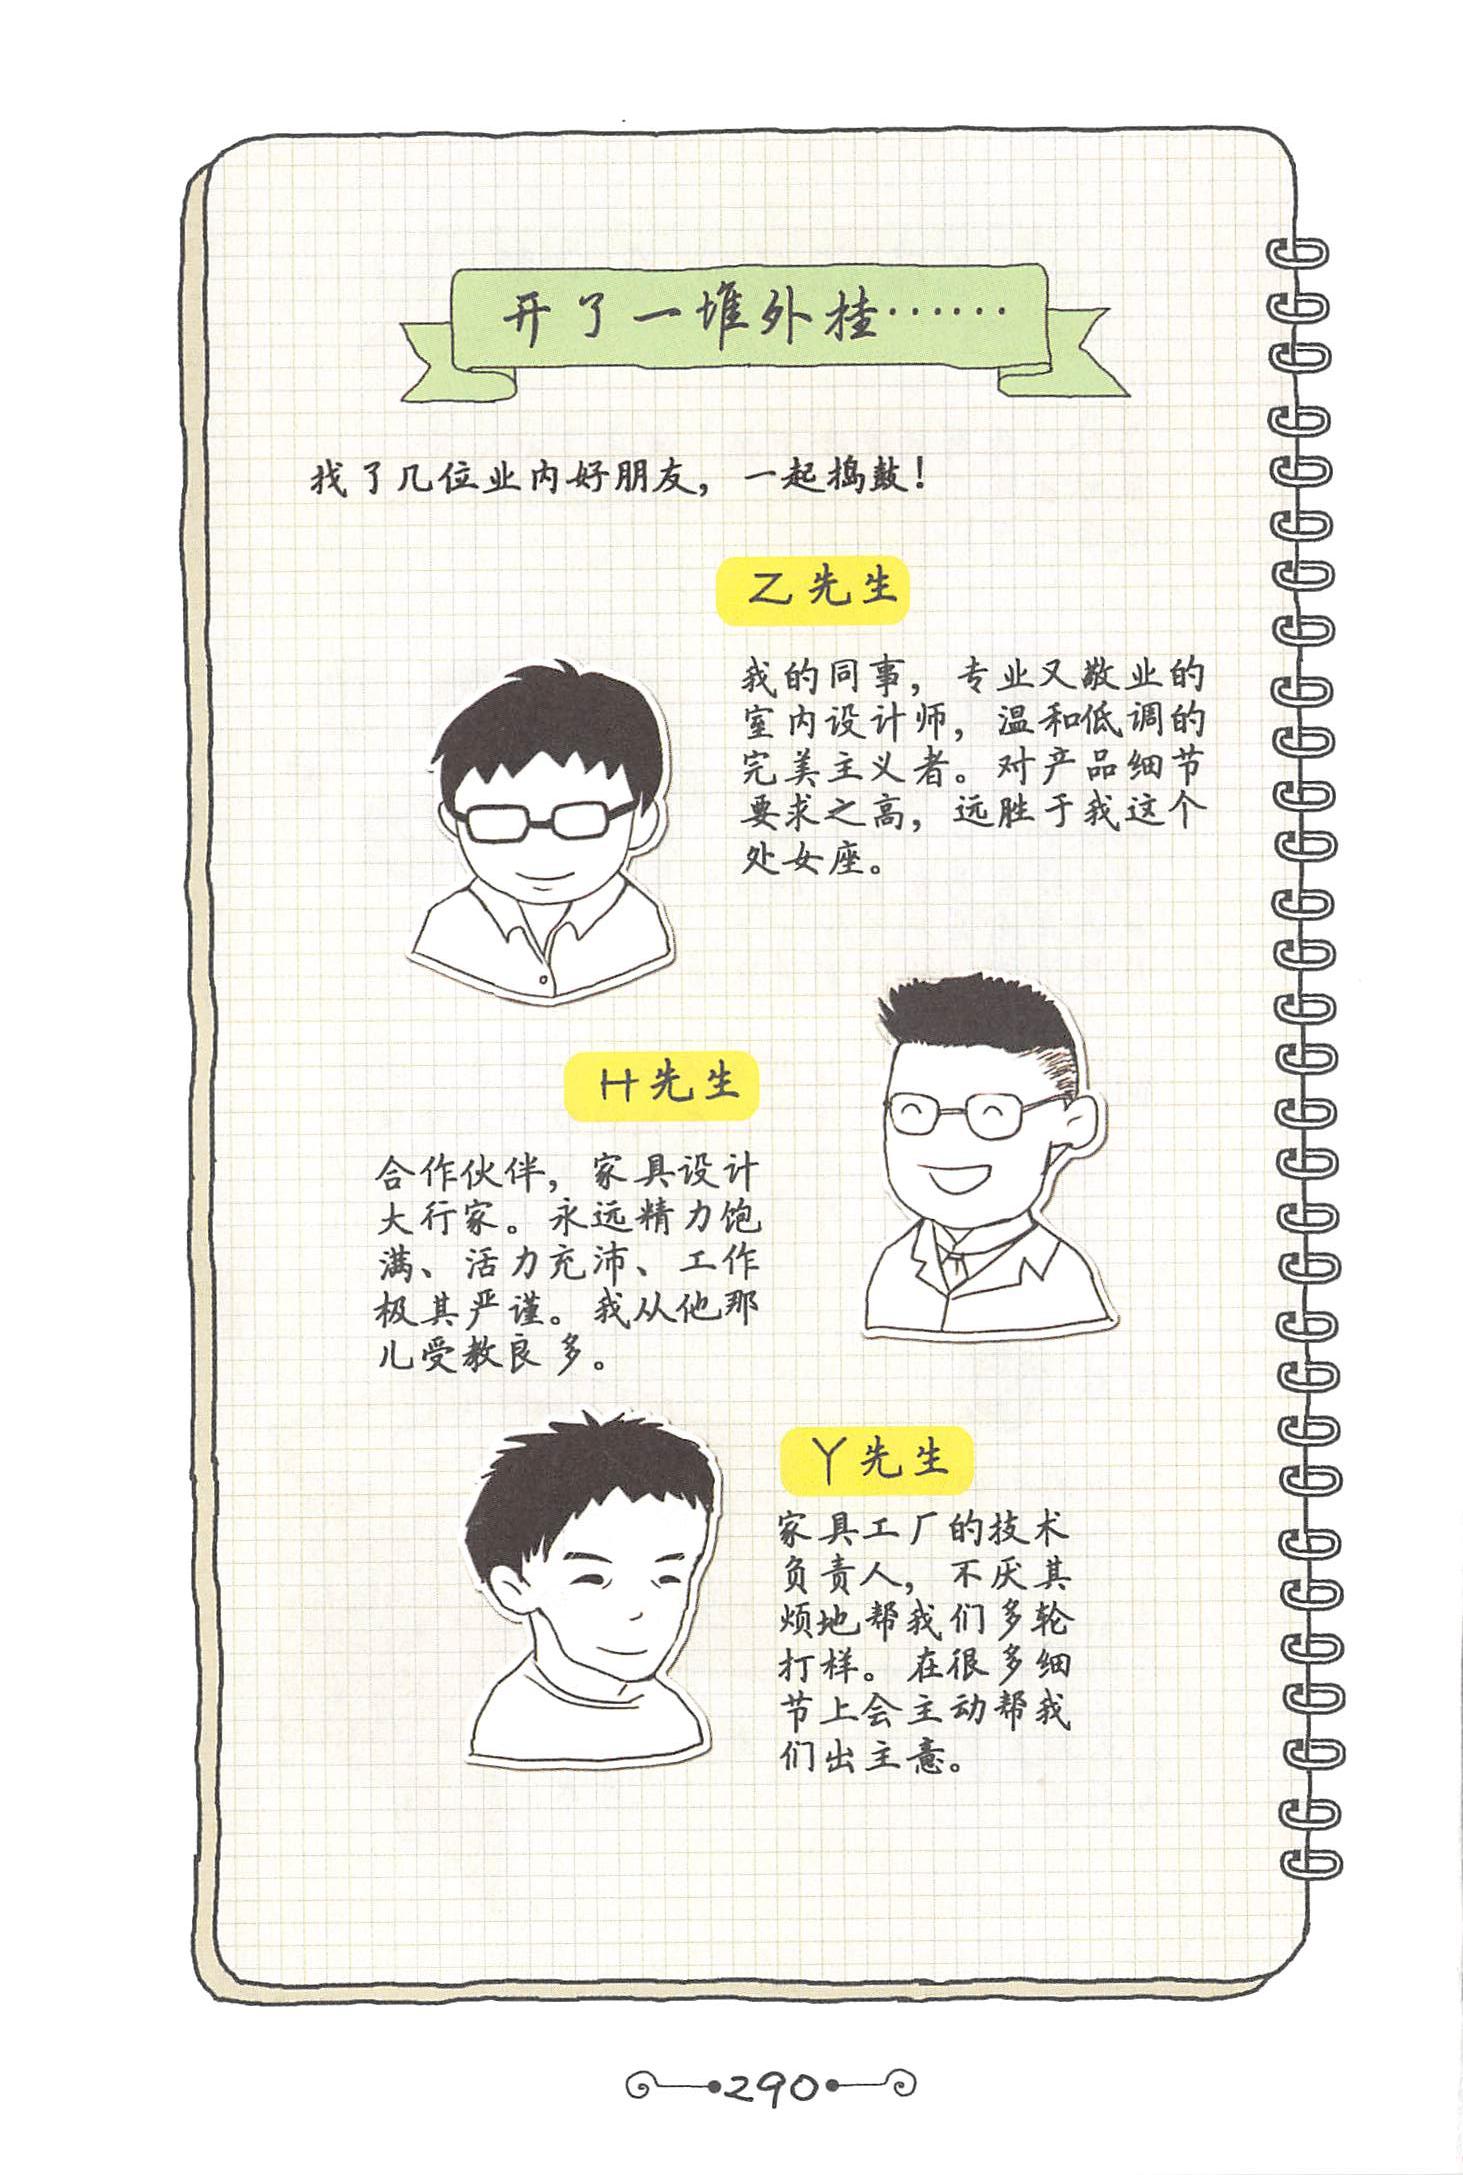 开了一堆外挂……
找了几位业内好朋友，一起捣鼓！
Z先生
我的同事，专业又敬业的
室内设计师，温和低调的
完美主义者。对产品细节
要求之高，远胜于我这个
处女座。
H先生
合作伙伴，家具设计
大行家。永远精力饱
满、活力充沛、工作
极其严谨。我从他那
儿受教良多。
Y先生
家具工厂的技术
负责人，不厌其
烦地帮我们多轮
打样。在很多细
节上会主动帮我
们出主意。
290